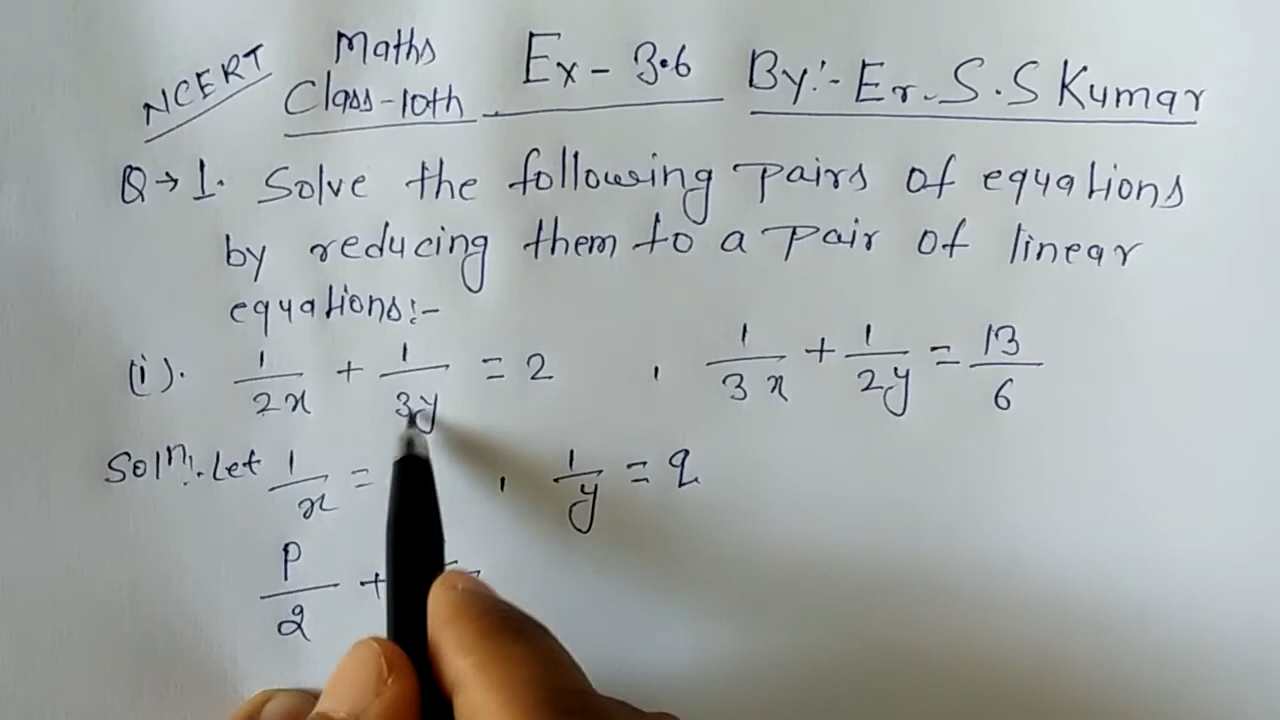 NCERT Maths Class-10th Ex-3.6 By:- Er. S.S Kumar
Q→1. Solve the following pairs of equations
by reducing them to a pair of linear
equations:-
(i). 1/2x + 1/3y = 2 , 1/3x + 1/2y = 13/6
Solⁿ:. Let 1/x = , 1/y = q
P/2 +